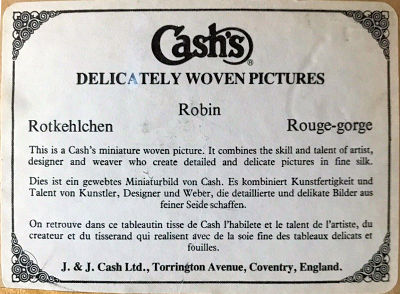 Cash's®
DELICATELY WOVEN PICTURES
Robin
Rotkehlchen Rouge-gorge
This is a Cash's miniature woven picture. It combines the skill and talent of artist,
designer and weaver who create detailed and delicate pictures in fine silk.
Dies ist ein gewebtes Miniaturbild von Cash. Es kombiniert Kunstfertigkeit und
Talent von Kunstler, Designer und Weber, die detaillierte und delikate Bilder aus
feiner Seide schaffen.
On retrouve dans ce tableautin tisse de Cash l'habilete et le talent de l'artiste, du
createur et du tisserand qui realisent avec de la soie fine des tableaux delicats et
fouilles.
J. & J. Cash Ltd., Torrington Avenue, Coventry, England.